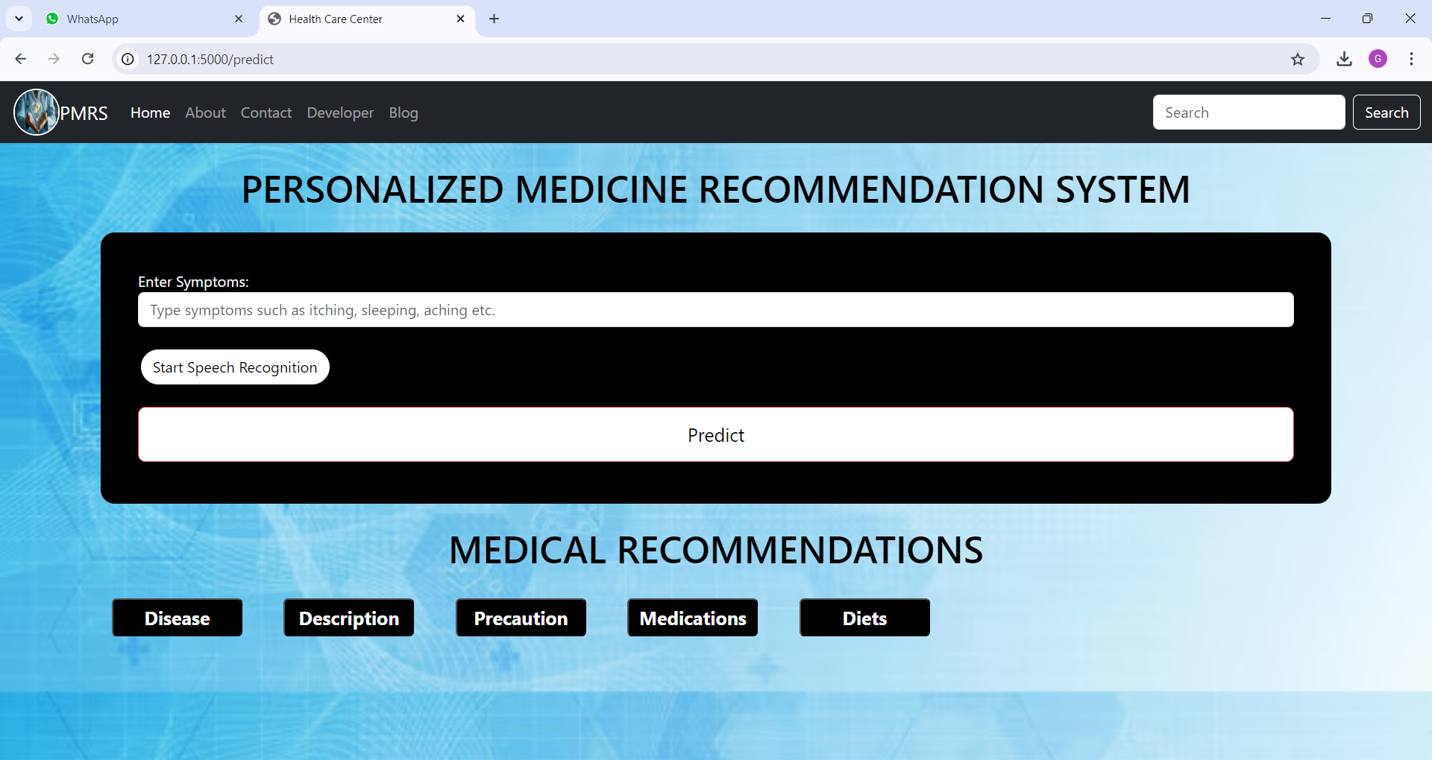 WhatsApp
Health Care Center
127.0.0.1:5000/predict
G
PMRS Home About Contact Developer Blog Search Search
PERSONALIZED MEDICINE RECOMMENDATION SYSTEM
Enter Symptoms:
Type symptoms such as itching, sleeping, aching etc.
Start Speech Recognition
Predict
MEDICAL RECOMMENDATIONS
Disease Description Precaution Medications Diets